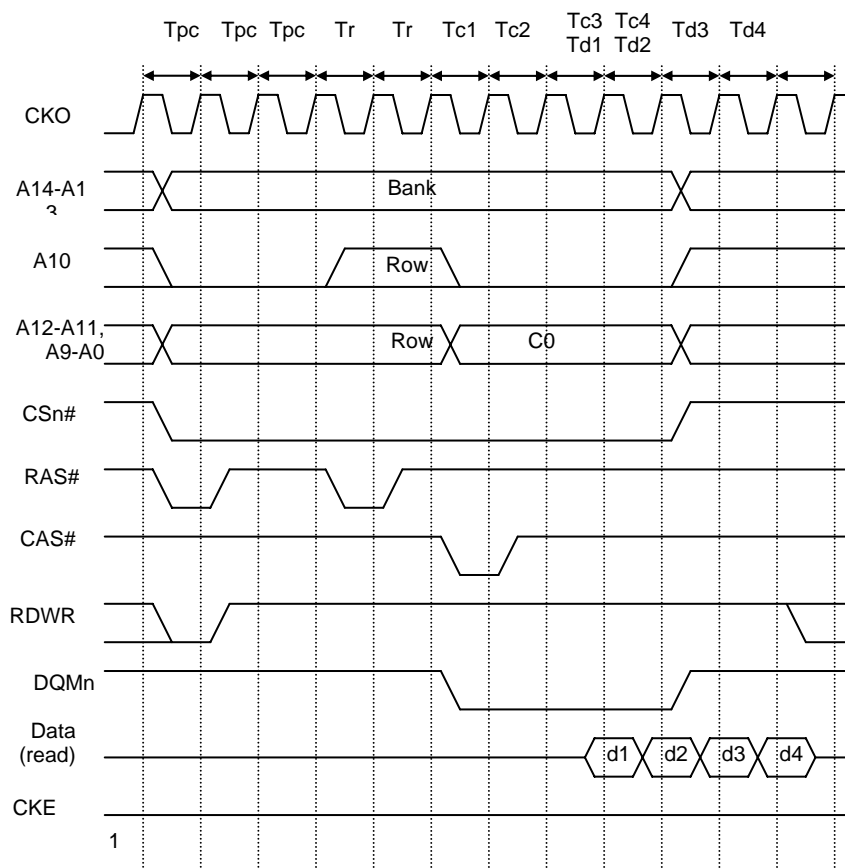 Tpc Tpc Tpc Tr Tr Tc1 Tc2 Tc3 Tc4 Td3 Td4
Td1 Td2
CKO
A14-A1
3
Bank
A10
Row
A12-A11,
A9-A0
Row
C0
CSn#
RAS#
CAS#
RDWR
DQMn
Data
(read)
d1 d2 d3 d4
CKE
1